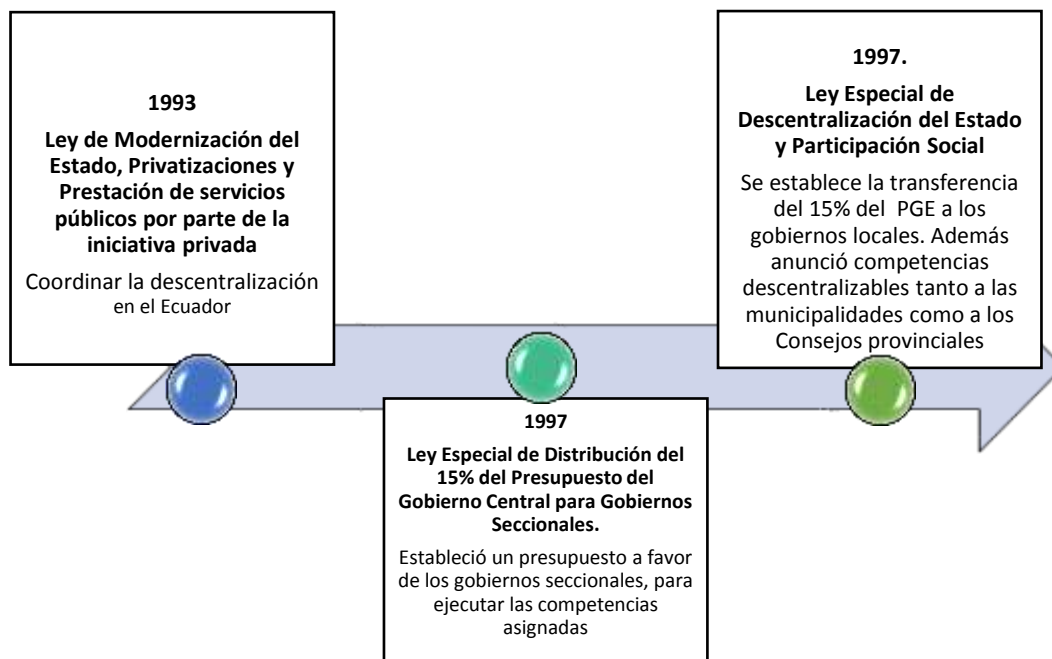 1993
Ley de Modernización del
Estado, Privatizaciones y
Prestación de servicios
públicos por parte de la
iniciativa privada
Coordinar la descentralización
en el Ecuador
1997
Ley Especial de Distribución del
15% del Presupuesto del
Gobierno Central para Gobiernos
Seccionales.
Estableció un presupuesto a favor
de los gobiernos seccionales, para
ejecutar las competencias
asignadas
1997.
Ley Especial de
Descentralización del Estado
y Participación Social
Se establece la transferencia
del 15% del PGE a los
gobiernos locales. Además
anunció competencias
descentralizables tanto a las
municipalidades como a los
Consejos provinciales